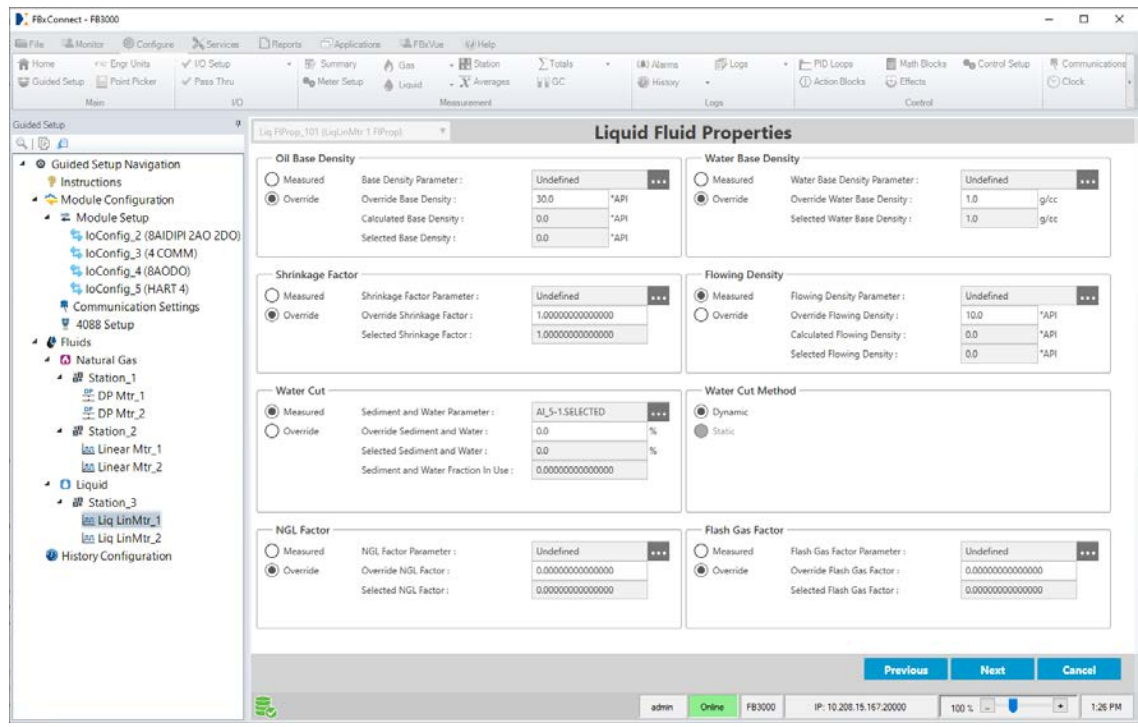 FBxConnect - FB3000
File Monitor Configure Services Reports Applications FBxVue Help
Home Engr Units I/O Setup Summary Gas Station Totals Alarms Logs PID Loops Math Blocks Control Setup Communications
Guided Setup Point Picker Pass Thru Meter Setup Liquid Averages GC History Action Blocks Effects Clock
Main I/O Measurement Logs Control
Guided Setup
Guided Setup Navigation
Instructions
Module Configuration
Module Setup
IoConfig_2 (8AIDIPI 2AO 2DO)
IoConfig_3 (4 COMM)
IoConfig_4 (8AODO)
IoConfig_5 (HART 4)
Communication Settings
4088 Setup
Fluids
Natural Gas
Station_1
DP Mtr_1
DP Mtr_2
Station_2
Linear Mtr_1
Linear Mtr_2
Liquid
Station_3
Liq LinMtr_1
Liq LinMtr_2
History Configuration
Liq FlProp_101 (LiqLinMtr 1 FlProp)
Liquid Fluid Properties
Oil Base Density
Measured Base Density Parameter : Undefined ...
Override Override Base Density : 30.0 °API
Calculated Base Density : 0.0 °API
Selected Base Density : 0.0 °API
Water Base Density
Measured Water Base Density Parameter : Undefined ...
Override Override Water Base Density : 1.0 g/cc
Selected Water Base Density : 1.0 g/cc
Shrinkage Factor
Measured Shrinkage Factor Parameter : Undefined ...
Override Override Shrinkage Factor : 1.00000000000000
Selected Shrinkage Factor : 1.00000000000000
Flowing Density
Measured Flowing Density Parameter : Undefined ...
Override Override Flowing Density : 10.0 °API
Calculated Flowing Density : 0.0 °API
Selected Flowing Density : 0.0 °API
Water Cut
Measured Sediment and Water Parameter : AI_5-1.SELECTED ...
Override Override Sediment and Water : 0.0 %
Selected Sediment and Water : 0.0 %
Sediment and Water Fraction In Use : 0.00000000000000
Water Cut Method
Dynamic
Static
NGL Factor
Measured NGL Factor Parameter : Undefined ...
Override Override NGL Factor : 0.00000000000000
Selected NGL Factor : 0.00000000000000
Flash Gas Factor
Measured Flash Gas Factor Parameter : Undefined ...
Override Override Flash Gas Factor : 0.00000000000000
Selected Flash Gas Factor : 0.00000000000000
Previous Next Cancel
admin Online FB3000 IP: 10.208.15.167:20000 100 % - + 1:26 PM